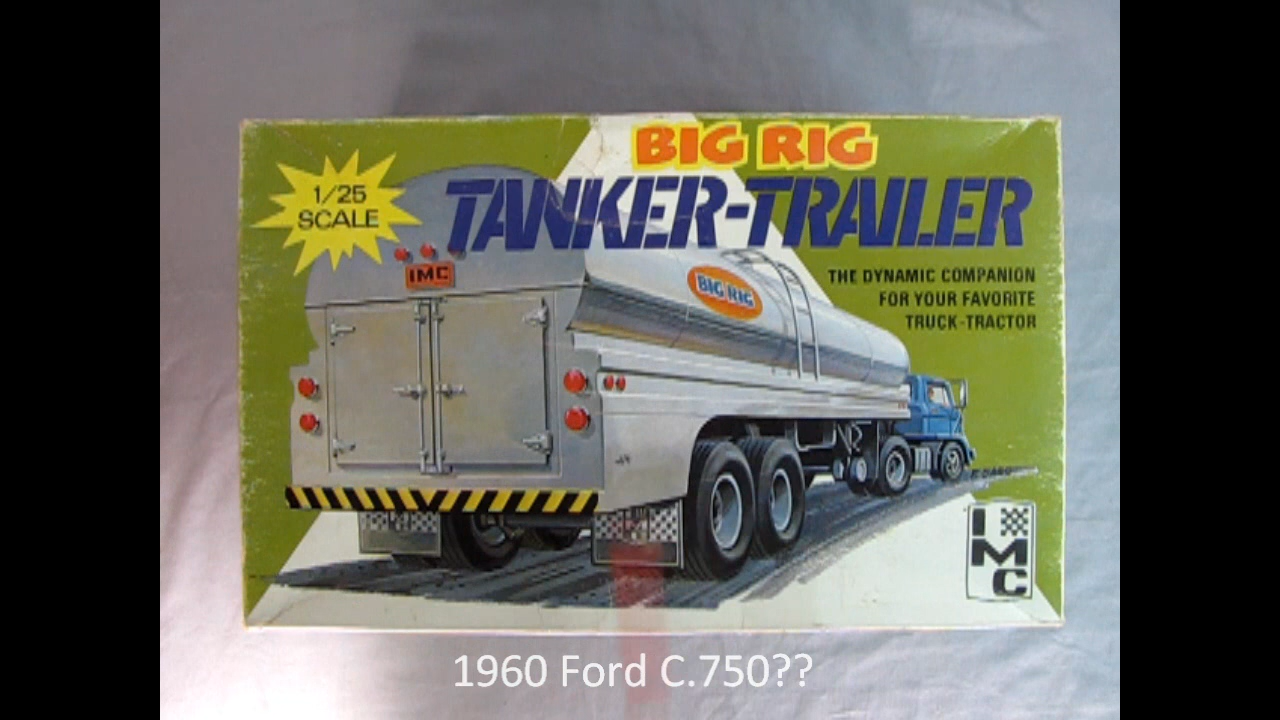 BIG RIG
1/25
SCALE
TANKER-TRAILER
IMC
BIG RIG
THE DYNAMIC COMPANION
FOR YOUR FAVORITE
TRUCK-TRACTOR
I
M
C
1960 Ford C.750??